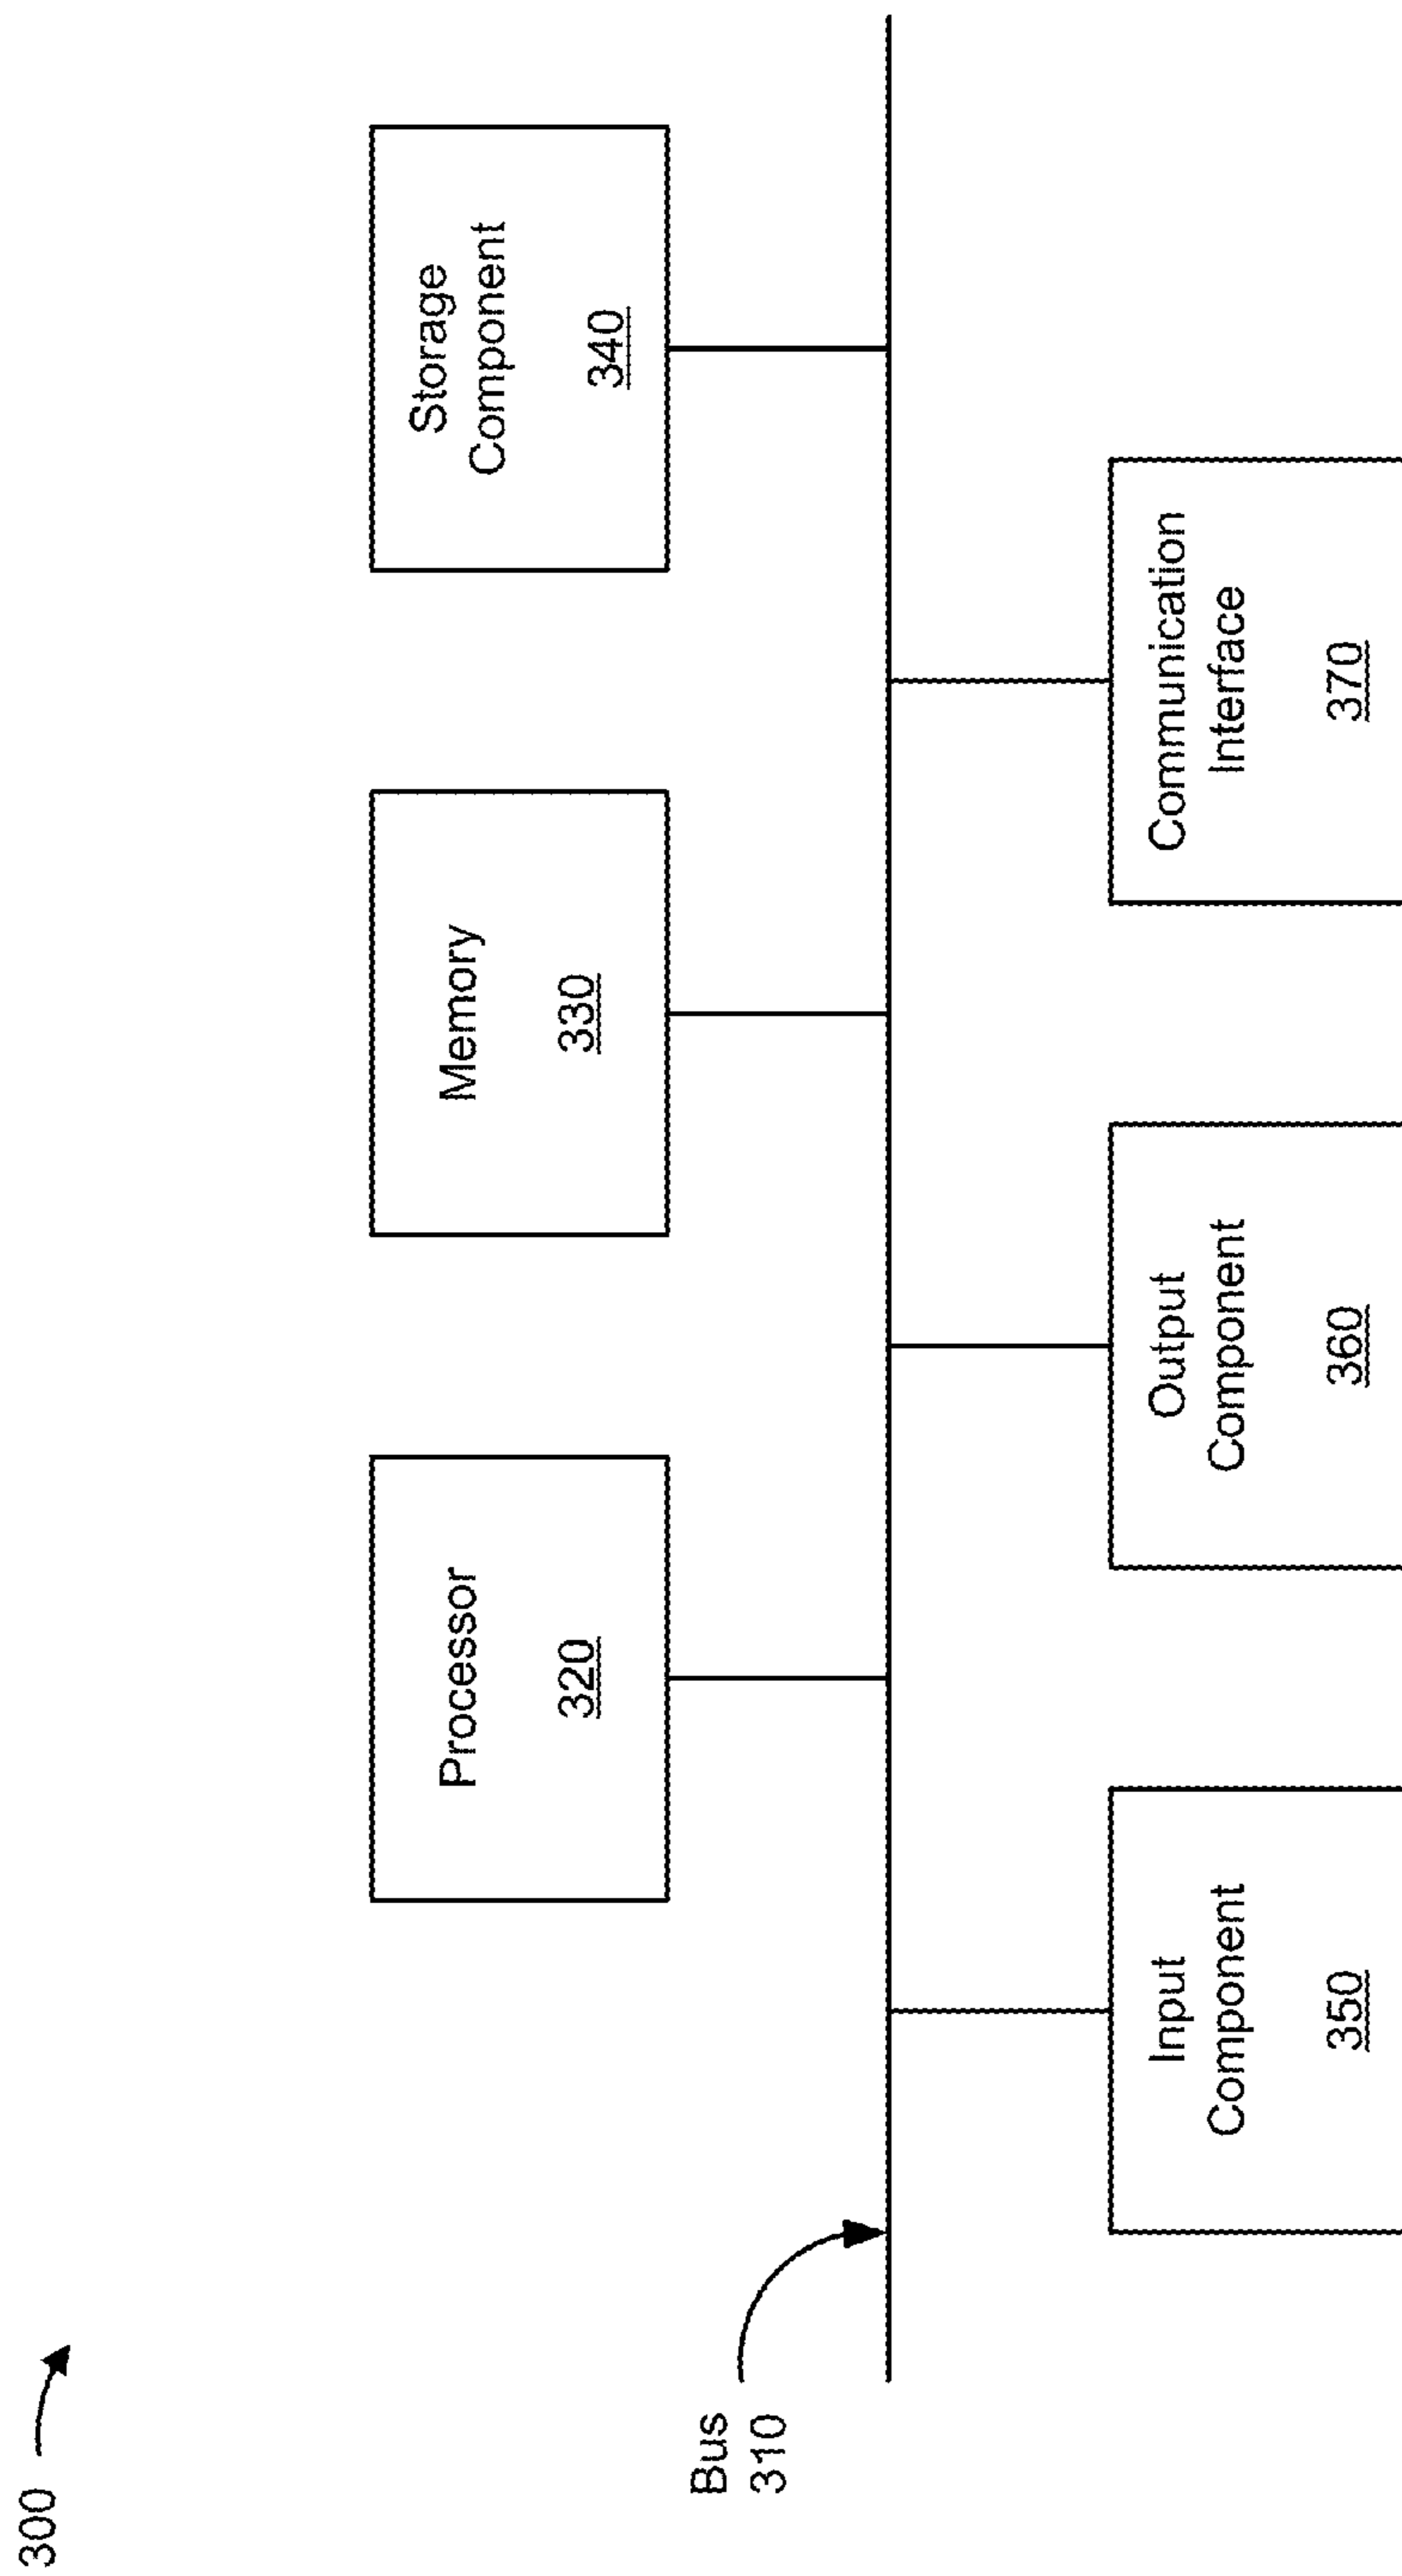 300
Processor
320
Memory
330
Storage
Component
340
Bus
310
Input
Component
350
Output
Component
360
Communication
Interface
370